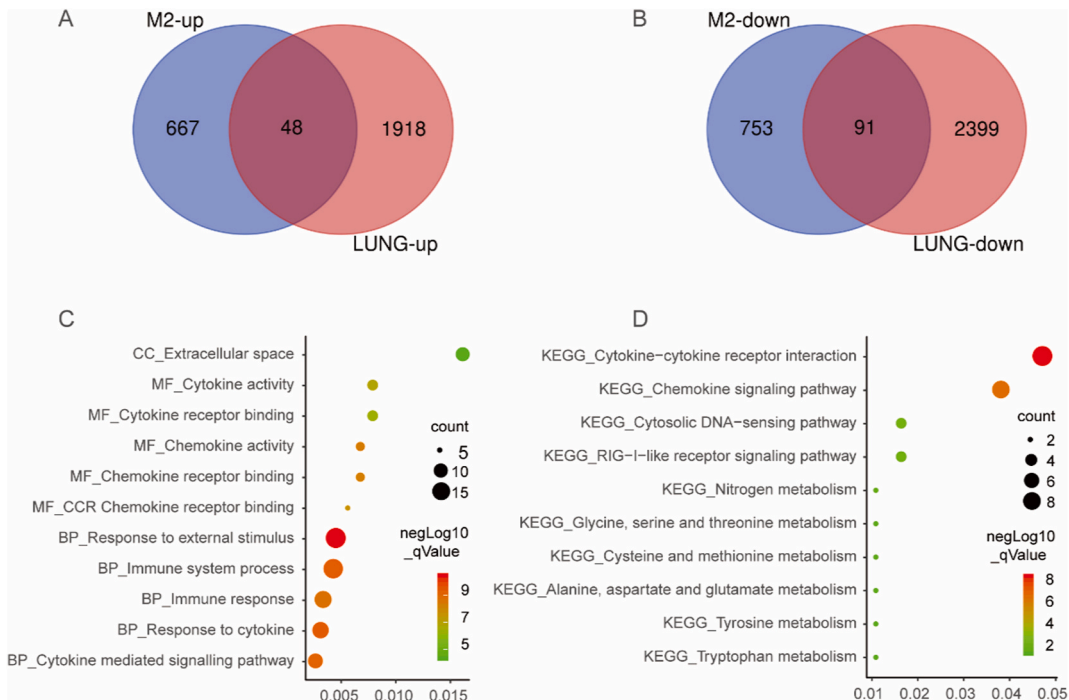 A
M2-up
667
48
1918
LUNG-up
B
M2-down
753
91
2399
LUNG-down
C
CC_Extracellular space
MF_Cytokine activity
MF_Cytokine receptor binding
MF_Chemokine activity
MF_Chemokine receptor binding
MF_CCR Chemokine receptor binding
BP_Response to external stimulus
BP_Immune system process
BP_Immune response
BP_Response to cytokine
BP_Cytokine mediated signalling pathway
0.005
0.010
0.015
count
5
10
15
negLog10
_qValue
9
7
5
D
KEGG_Cytokine−cytokine receptor interaction
KEGG_Chemokine signaling pathway
KEGG_Cytosolic DNA−sensing pathway
KEGG_RIG−I−like receptor signaling pathway
KEGG_Nitrogen metabolism
KEGG_Glycine, serine and threonine metabolism
KEGG_Cysteine and methionine metabolism
KEGG_Alanine, aspartate and glutamate metabolism
KEGG_Tyrosine metabolism
KEGG_Tryptophan metabolism
0.01
0.02
0.03
0.04
0.05
count
2
4
6
8
negLog10
_qValue
8
6
4
2